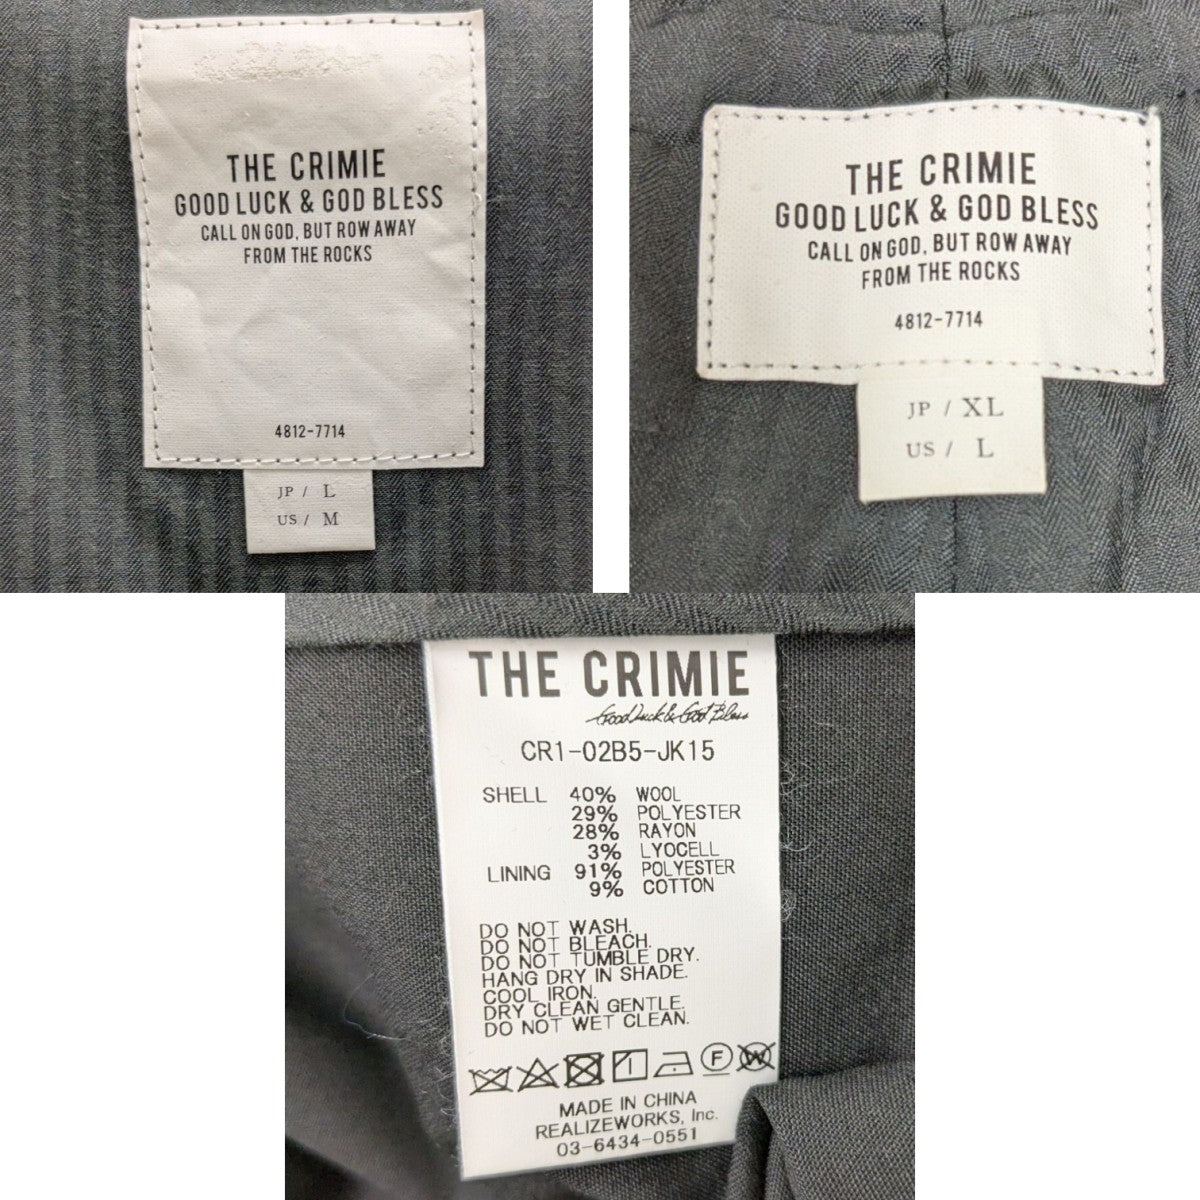 THE CRIMIE
GOOD LUCK & GOD BLESS
CALL ON GOD, BUT ROW AWAY
FROM THE ROCKS
4812-7714
JP / L
US / M
THE CRIMIE
GOOD LUCK & GOD BLESS
CALL ON GOD, BUT ROW AWAY
FROM THE ROCKS
4812-7714
JP / XL
US / L
THE CRIMIE
Good Luck & God Bless
CR1-02B5-JK15
SHELL 40% WOOL
29% POLYESTER
28% RAYON
3% LYOCELL
LINING 91% POLYESTER
9% COTTON
DO NOT WASH.
DO NOT BLEACH.
DO NOT TUMBLE DRY.
HANG DRY IN SHADE.
COOL IRON.
DRY CLEAN GENTLE.
DO NOT WET CLEAN.
F W
MADE IN CHINA
REALIZEWORKS, Inc.
03-6434-0551